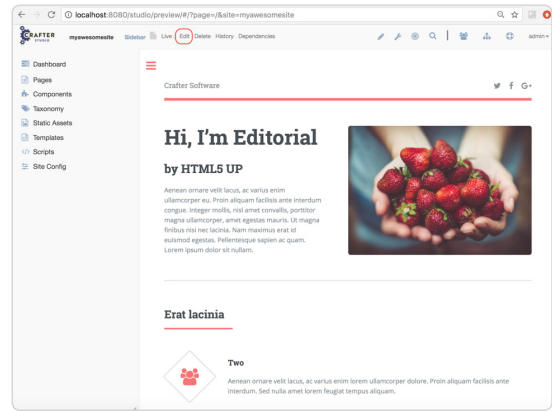 localhost:8080/studio/preview/#/?page=/&site=myawesomesite
CRAFTER
STUDIO
myawesomesite Sidebar Live : Edit Delete History Dependencies admin
Dashboard
Pages
Components
Taxonomy
Static Assets
Templates
Scripts
Site Config
Crafter Software
Hi, I’m Editorial
by HTML5 UP
Aenean ornare velit lacus, ac varius enim
ullamcorper eu. Proin aliquam facilisis ante interdum
congue. Integer mollis, nisl amet convallis, porttitor
magna ullamcorper, amet egestas mauris. Ut magna
finibus nisi nec lacinia. Nam maximus erat id
euismod egestas. Pellentesque sapien ac quam.
Lorem ipsum dolor sit nullam.
Erat lacinia
Two
Aenean ornare velit lacus, ac varius enim lorem ullamcorper dolore. Proin aliquam facilisis ante
interdum. Sed nulla amet lorem feugiat tempus aliquam.